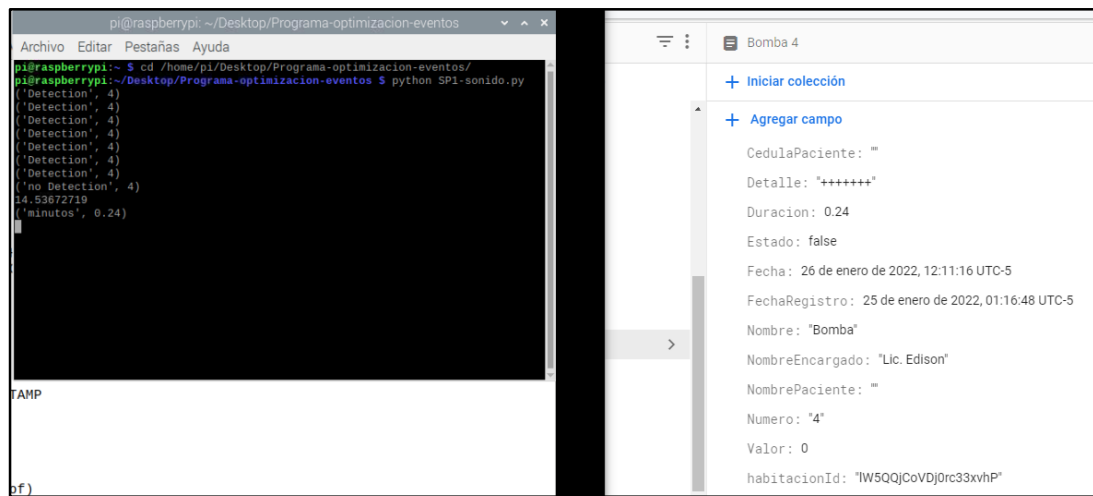 pi@raspberrypi: ~/Desktop/Programa-optimizacion-eventos
Archivo Editar Pestañas Ayuda
pi@raspberrypi:~ $ cd /home/pi/Desktop/Programa-optimizacion-eventos/
pi@raspberrypi:~/Desktop/Programa-optimizacion-eventos $ python SP1-sonido.py
('Detection', 4)
('Detection', 4)
('Detection', 4)
('Detection', 4)
('Detection', 4)
('Detection', 4)
('Detection', 4)
('no Detection', 4)
14.53672719
('minutos', 0.24)
TAMP
of)
Bomba 4
+ Iniciar colección
+ Agregar campo
CedulaPaciente: ""
Detalle: "+++++++"
Duracion: 0.24
Estado: false
Fecha: 26 de enero de 2022, 12:11:16 UTC-5
FechaRegistro: 25 de enero de 2022, 01:16:48 UTC-5
Nombre: "Bomba"
NombreEncargado: "Lic. Edison"
NombrePaciente: ""
Numero: "4"
Valor: 0
habitacionId: "lW5QQjCoVDj0rc33xvhP"